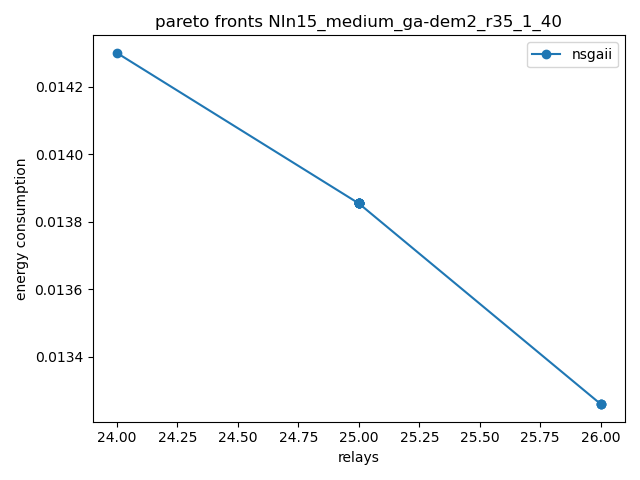 pareto fronts NIn15_medium_ga-dem2_r35_1_40
nsgaii
energy consumption
0.0142
0.0140
0.0138
0.0136
0.0134
24.00 24.25 24.50 24.75 25.00 25.25 25.50 25.75 26.00
relays